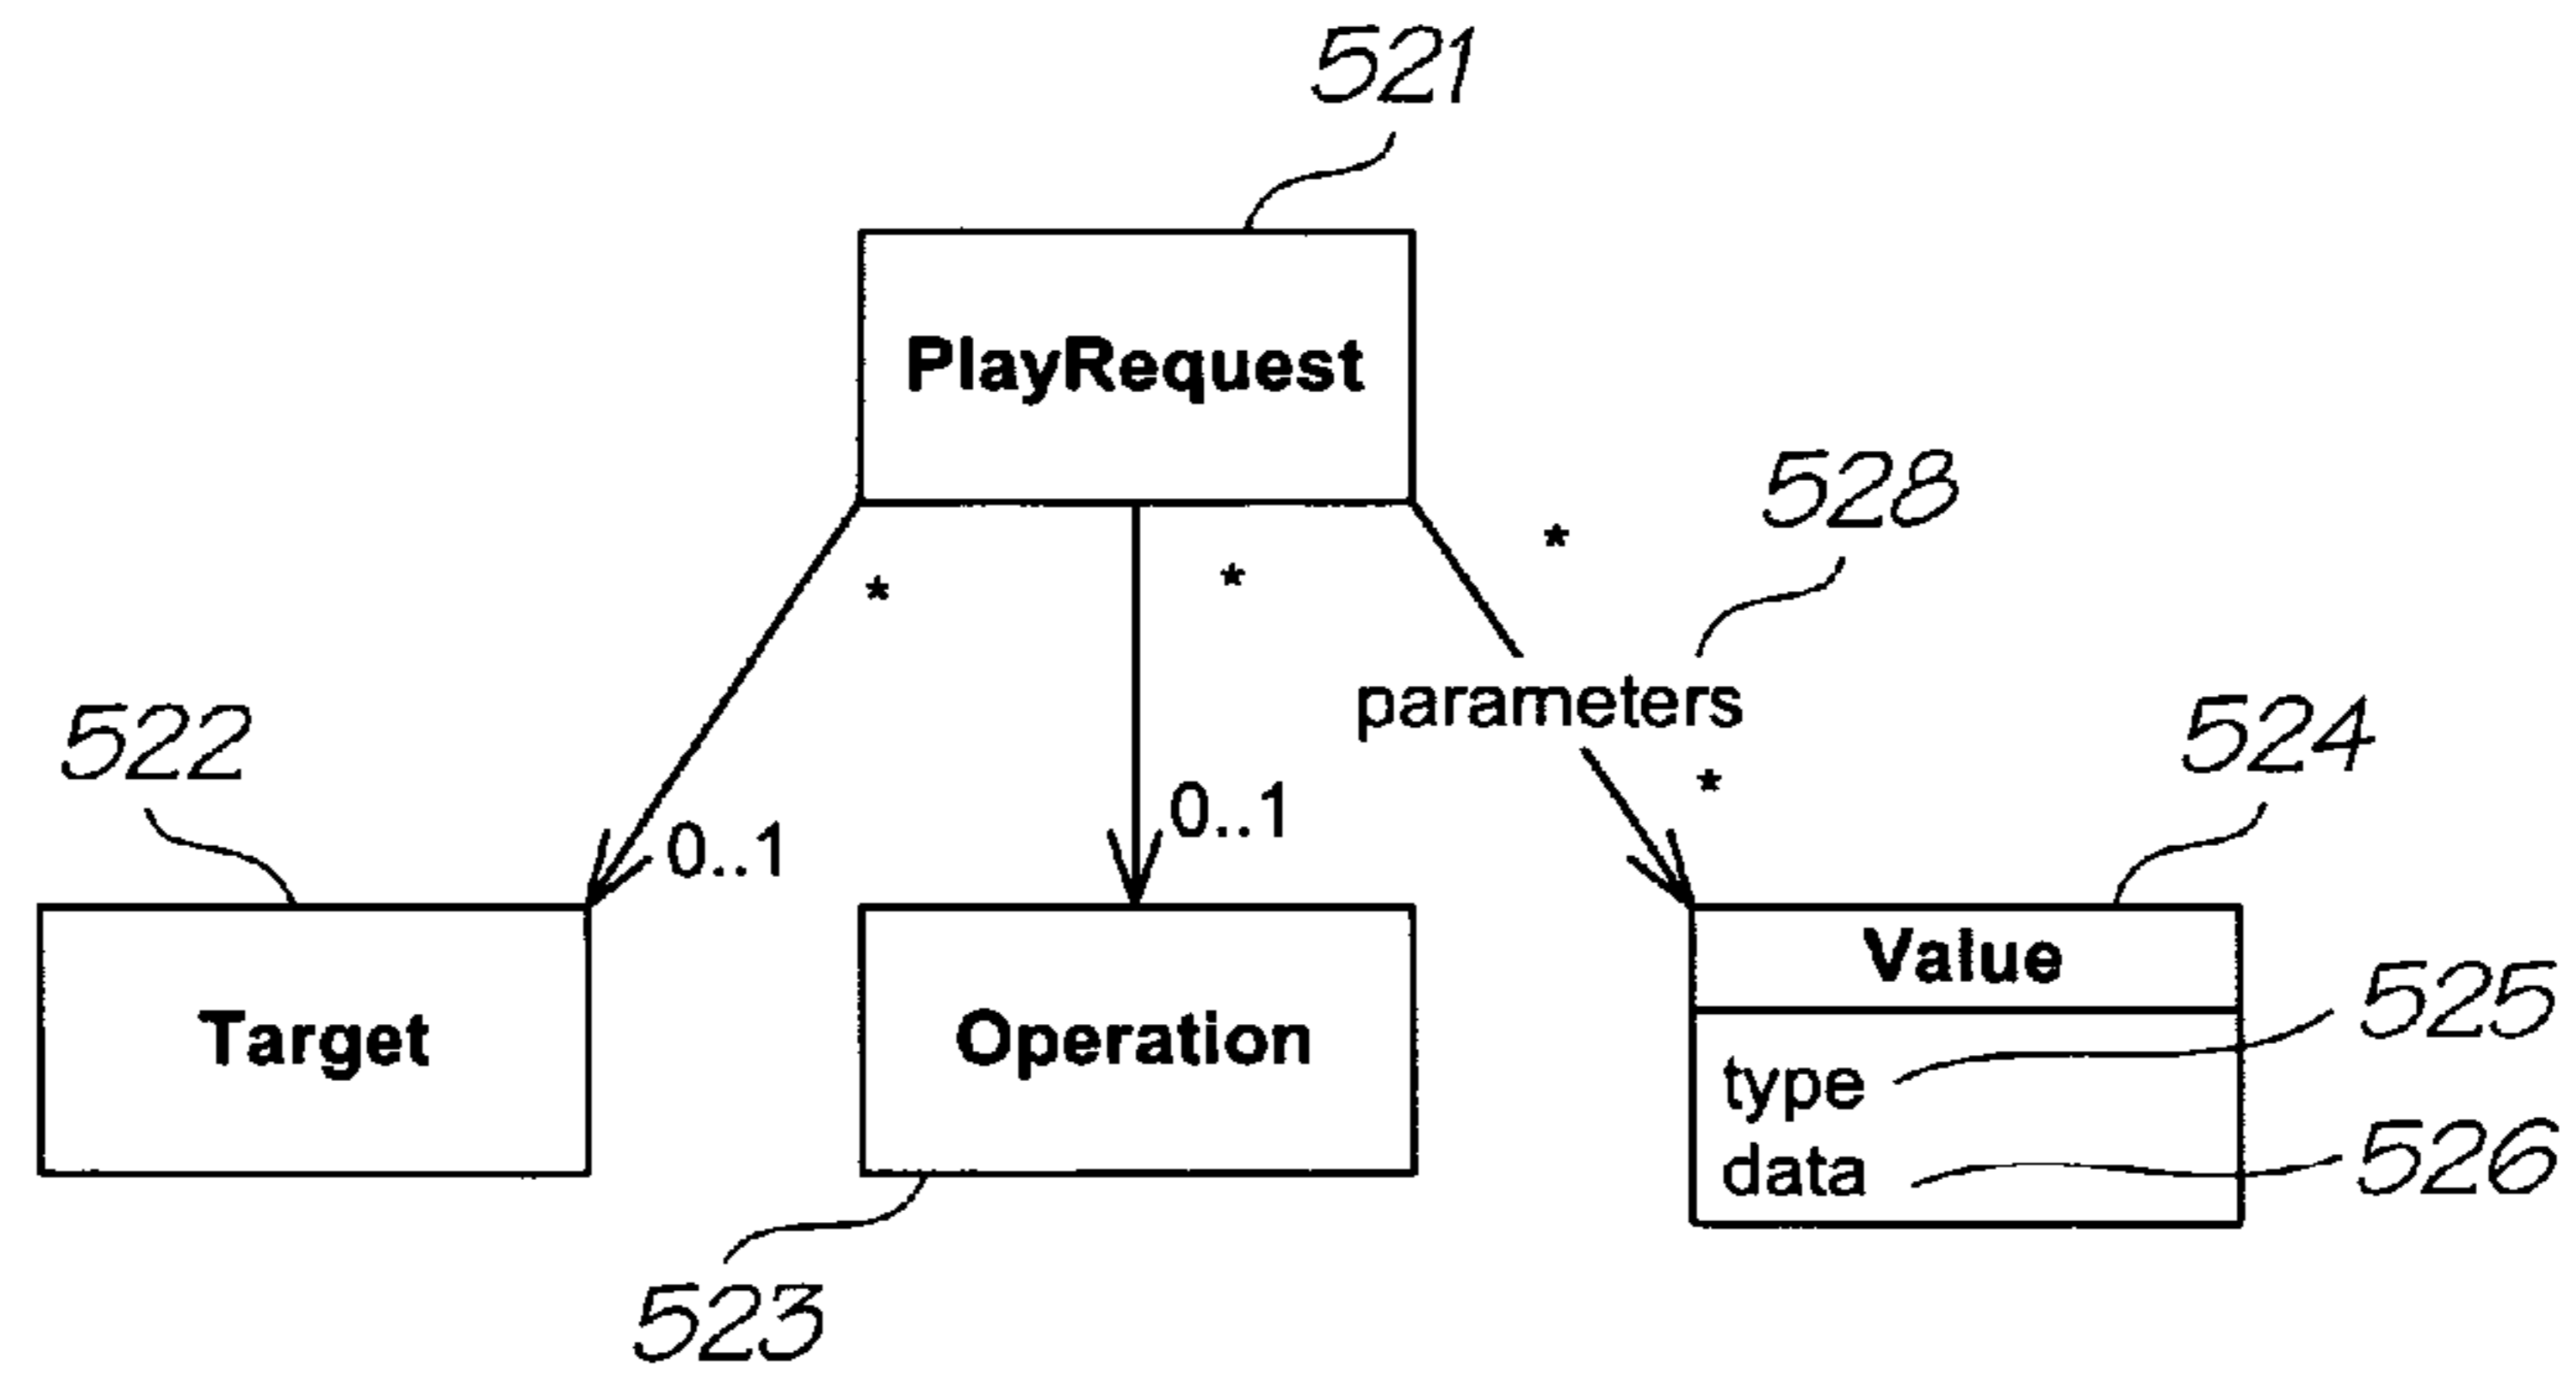 521
PlayRequest
528
*
*
*
parameters
522
524
*
0..1
0..1
Value
525
Target
Operation
type
526
data
523